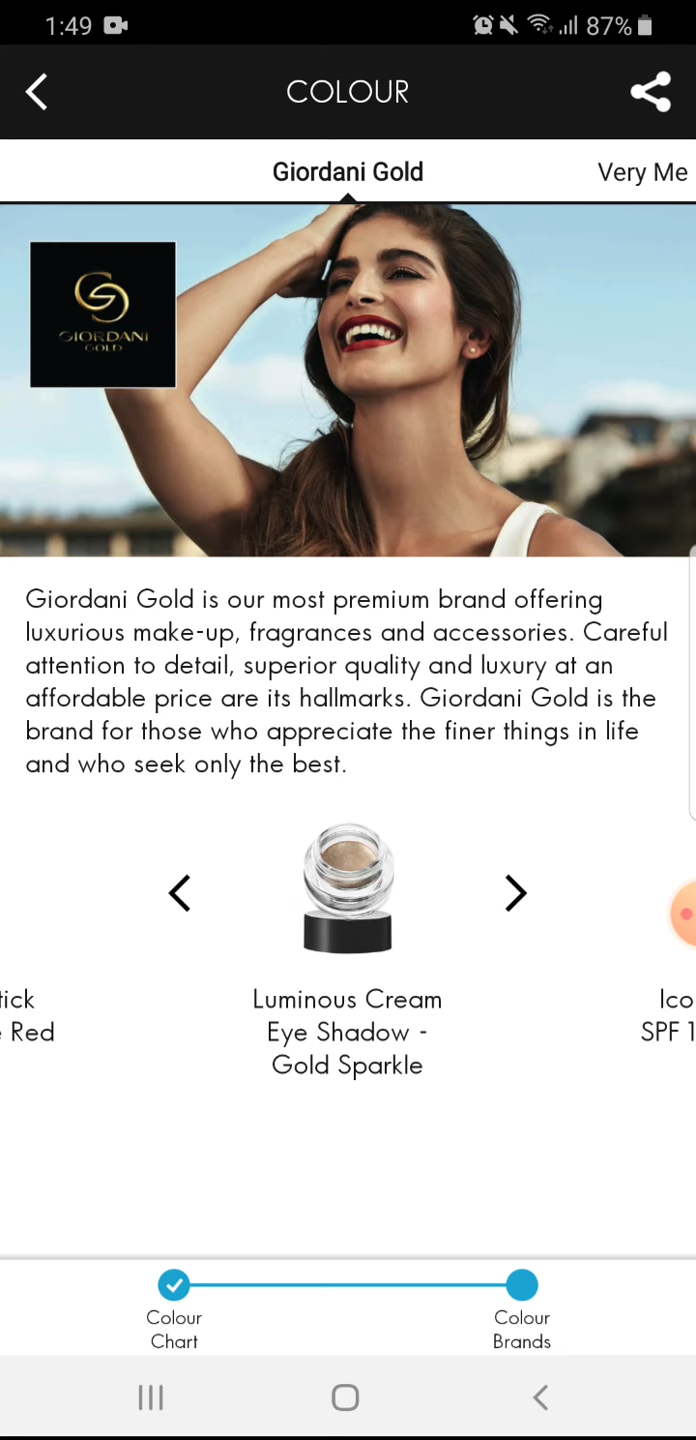 1:49
87%
COLOUR
Giordani Gold
Very Me
GIORDANI
GOLD
Giordani Gold is our most premium brand offering
luxurious make-up, fragrances and accessories. Careful
attention to detail, superior quality and luxury at an
affordable price are its hallmarks. Giordani Gold is the
brand for those who appreciate the finer things in life
and who seek only the best.
tick
Red
Luminous Cream
Eye Shadow -
Gold Sparkle
Ico
SPF 1
Colour
Chart
Colour
Brands